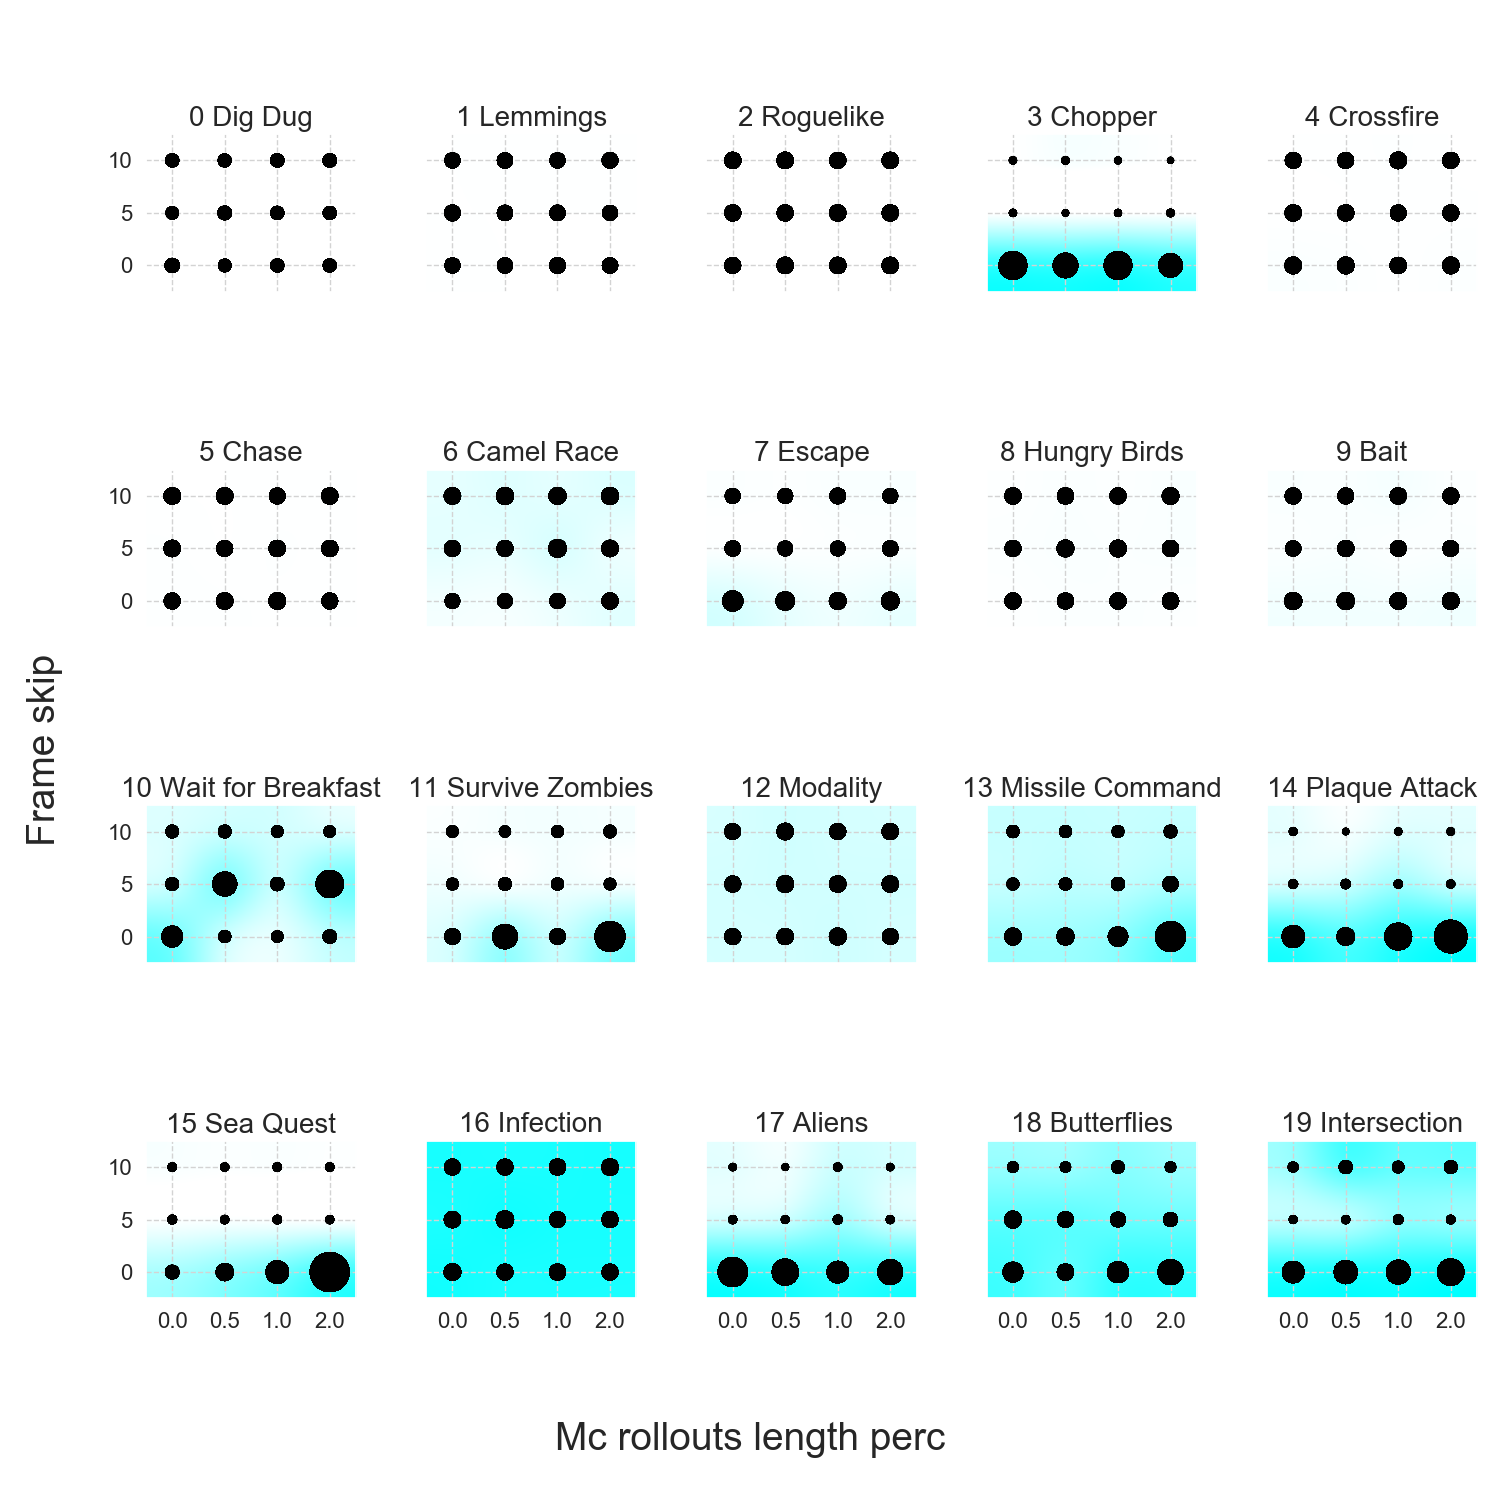 0 Dig Dug 1 Lemmings 2 Roguelike 3 Chopper 4 Crossfire
10
5
0
5 Chase 6 Camel Race 7 Escape 8 Hungry Birds 9 Bait
10
5
0
Frame skip
10 Wait for Breakfast 11 Survive Zombies 12 Modality 13 Missile Command 14 Plaque Attack
10
5
0
15 Sea Quest 16 Infection 17 Aliens 18 Butterflies 19 Intersection
10
5
0
0.0 0.5 1.0 2.0 0.0 0.5 1.0 2.0 0.0 0.5 1.0 2.0 0.0 0.5 1.0 2.0 0.0 0.5 1.0 2.0
Mc rollouts length perc